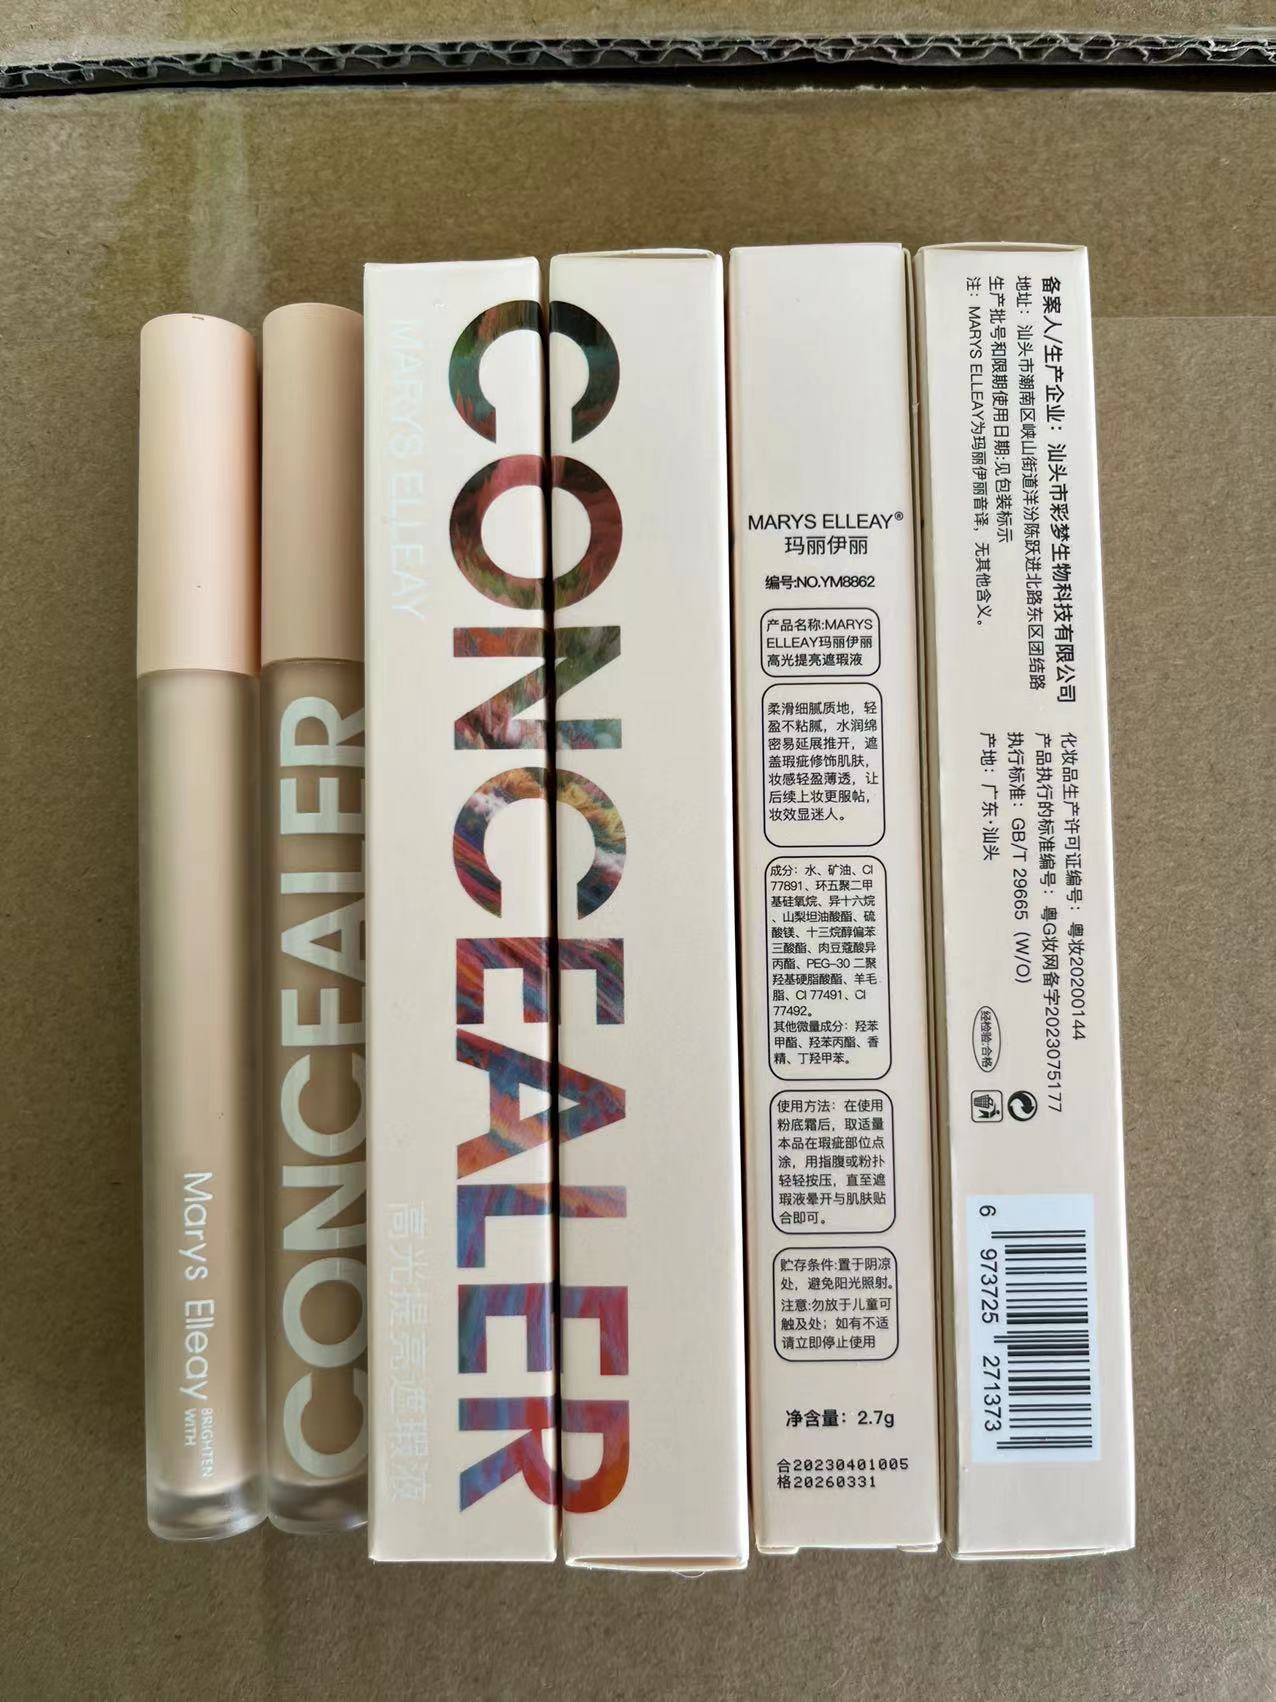 Marys Elleay
BRIGHTEN
WITH
CONCEALER
MARYS ELLEAY
高光提亮遮瑕液
CONCEALER
MARYS ELLEAY®
玛丽伊丽
编号:NO.YM8862
产品名称:MARYS
ELLEAY玛丽伊丽
高光提亮遮瑕液
柔滑细腻质地，轻
盈不粘腻，水润绵
密易延展推开，遮
盖瑕疵修饰肌肤，
妆感轻盈薄透，让
后续上妆更服帖，
妆效显迷人。
成分：水、矿油、CI
77891、环五聚二甲
基硅氧烷、异十六烷
、山梨坦油酸酯、硫
酸镁、十三烷醇偏苯
三酸酯、肉豆蔻酸异
丙酯、PEG-30 二聚
羟基硬脂酸酯、羊毛
脂、CI 77491、CI
77492。
其他微量成分：羟苯
甲酯、羟苯丙酯、香
精、丁羟甲苯。
使用方法：在使用
粉底霜后，取适量
本品在瑕疵部位点
涂，用指腹或粉扑
轻轻按压，直至遮
瑕液晕开与肌肤贴
合即可。
贮存条件:置于阴凉
处，避免阳光照射。
注意:勿放于儿童可
触及处；如有不适
请立即停止使用
净含量：2.7g
合20230401005
格20260331
备案人/生产企业：汕头市彩梦生物科技有限公司
地址：汕头市潮南区峡山街道洋汾陈跃进北路东区团结路
生产批号和限期使用日期:见包装标示
注：MARYS ELLEAY为玛丽伊丽音译，无其他含义。
化妆品生产许可证编号：粤妆20200144
产品执行的标准编号：粤G妆网备字2023075177
执行标准：GB/T 29665（W/O）
产地：广东·汕头
经检验:合格
6 973725 271373